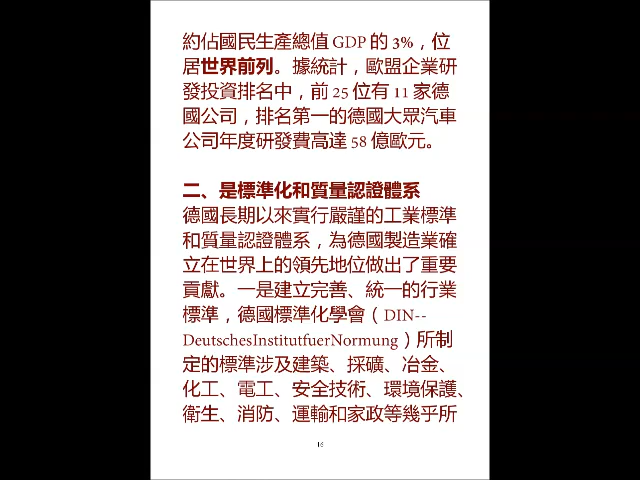 約佔國民生產總值 GDP 的 3%，位
居世界前列。據統計，歐盟企業研
發投資排名中，前 25 位有 11 家德
國公司，排名第一的德國大眾汽車
公司年度研發費高達 58 億歐元。
二、是標準化和質量認證體系
德國長期以來實行嚴謹的工業標準
和質量認證體系，為德國製造業確
立在世界上的領先地位做出了重要
貢獻。一是建立完善、統一的行業
標準，德國標準化學會（DIN--
DeutschesInstitutfuerNormung）所制
定的標準涉及建築、採礦、冶金、
化工、電工、安全技術、環境保護、
衛生、消防、運輸和家政等幾乎所
16